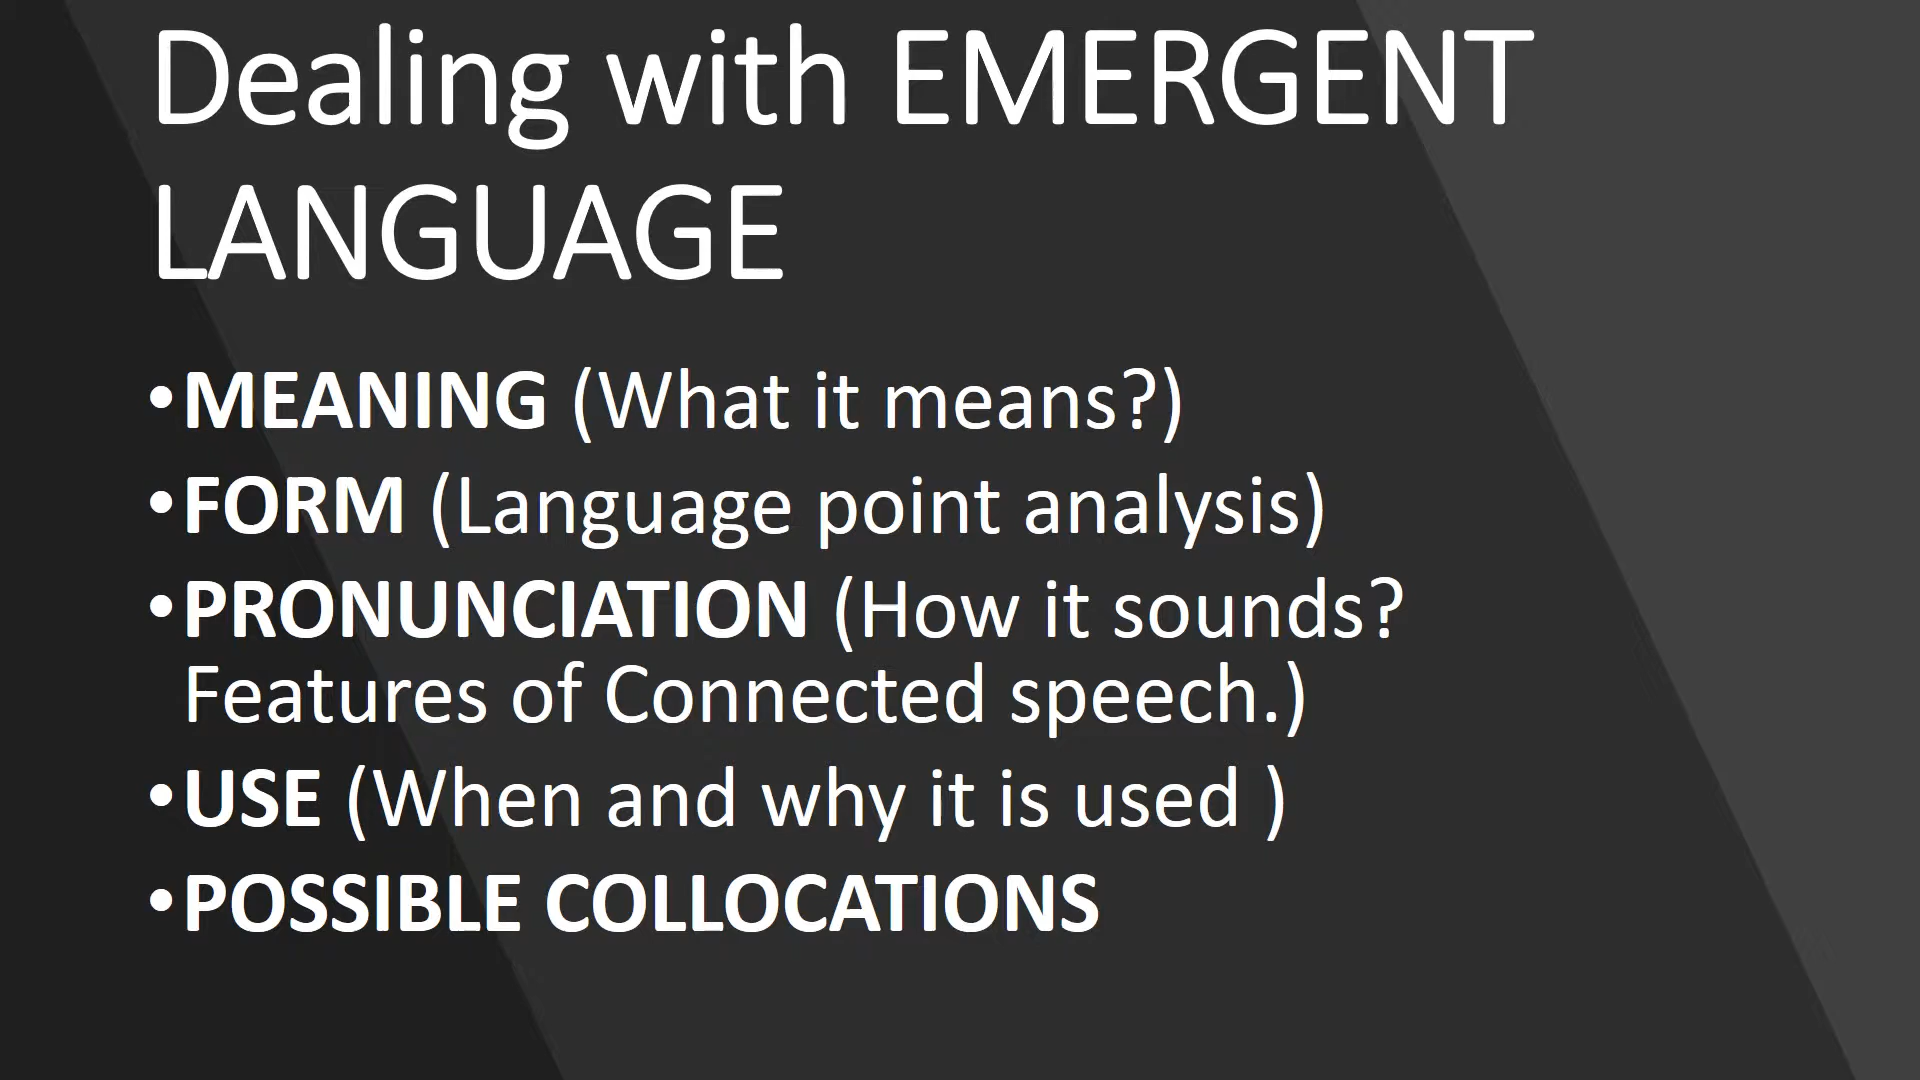 Dealing with EMERGENT
LANGUAGE
•MEANING (What it means?)
•FORM (Language point analysis)
•PRONUNCIATION (How it sounds?
Features of Connected speech.)
•USE (When and why it is used )
•POSSIBLE COLLOCATIONS